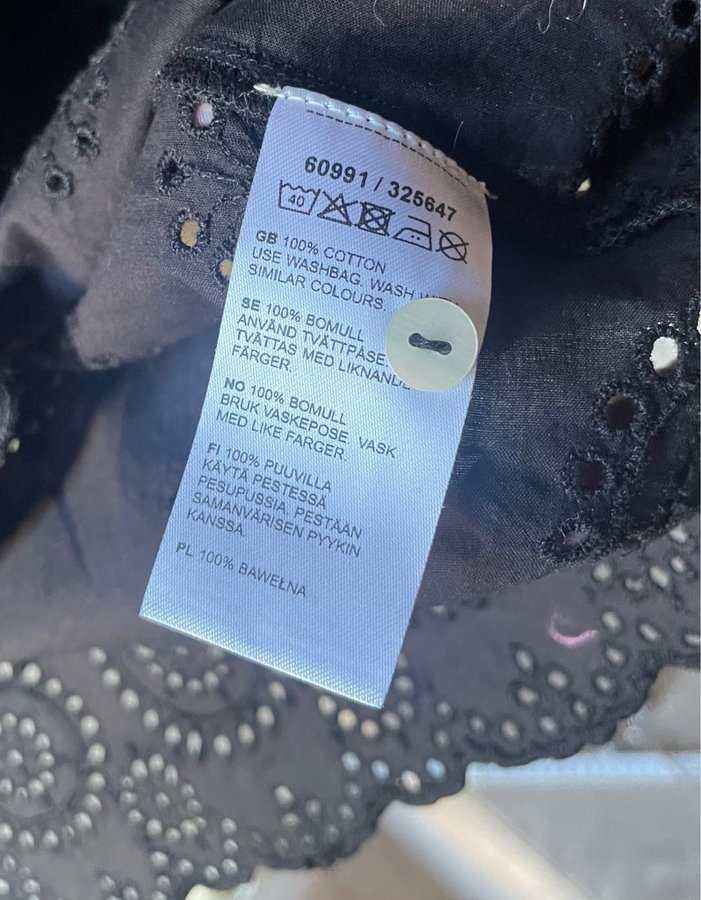 60991 / 325647
40
GB 100% COTTON
USE WASHBAG. WASH
SIMILAR COLOURS.
SE 100% BOMULL
ANVÄND TVÄTTPÅSE
TVÄTTAS MED LIKNANDE
FÄRGER.
NO 100% BOMULL
BRUK VASKEPOSE. VASK
MED LIKE FARGER.
FI 100% PUUVILLA
KÄYTÄ PESTESSÄ
PESUPUSSIA. PESTÄÄN
SAMANVÄRISEN PYYKIN
KANSSA.
PL 100% BAWEŁNA